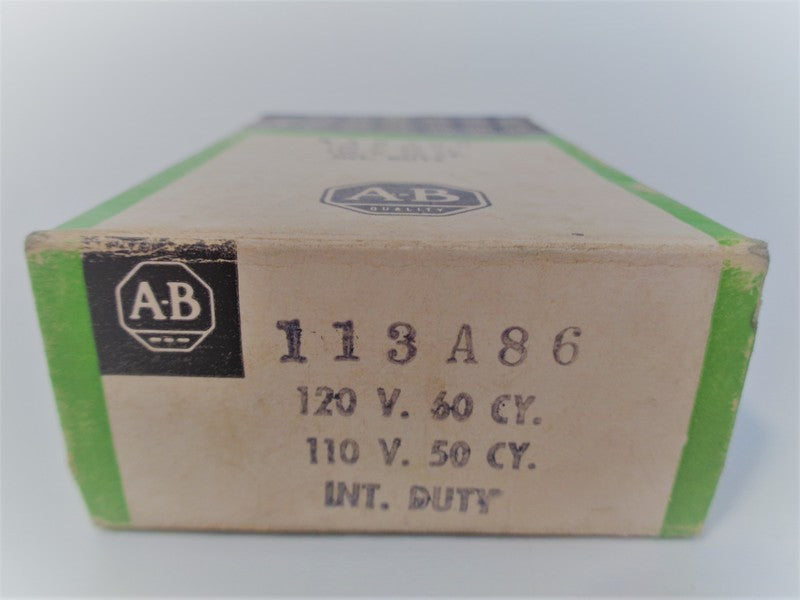 A-B
QUALITY
A-B
113A86
120 V. 60 CY.
110 V. 50 CY.
INT. DUTY